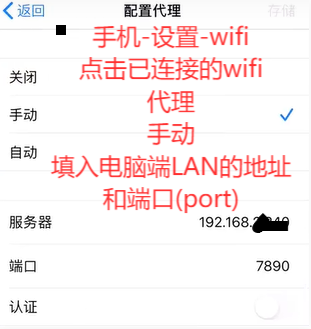 返回
配置代理
存储
手机-设置-wifi
点击已连接的wifi
关闭
代理
手动
手动
自动
填入电脑端LAN的地址
和端口(port)
服务器
192.168.
端口
7890
认证